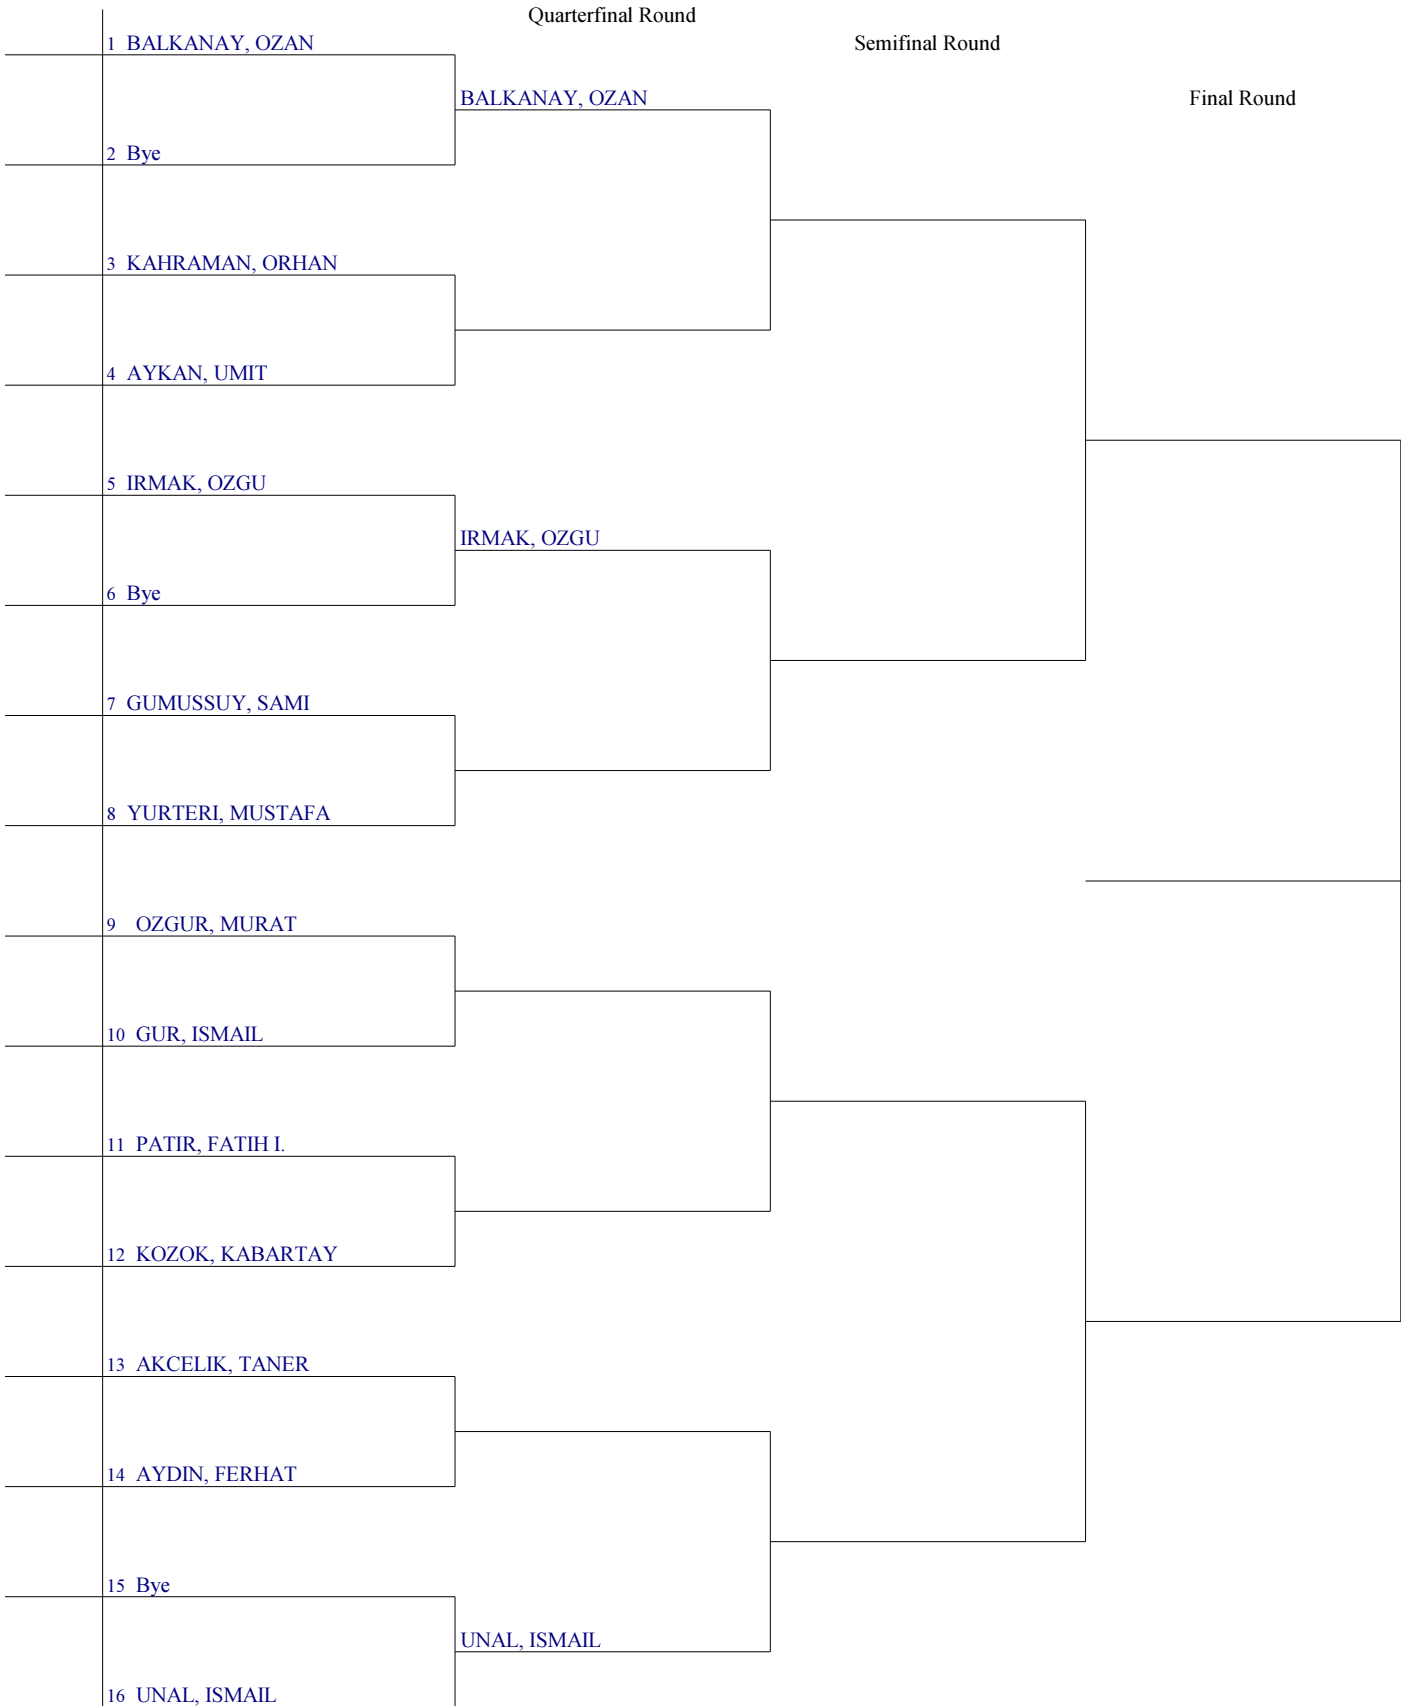 Quarterfinal Round
1 BALKANAY, OZAN
Semifinal Round
BALKANAY, OZAN
Final Round
2 Bye
3 KAHRAMAN, ORHAN
4 AYKAN, UMIT
5 IRMAK, OZGU
IRMAK, OZGU
6 Bye
7 GUMUSSUY, SAMI
8 YURTERI, MUSTAFA
9 OZGUR, MURAT
10 GUR, ISMAIL
11 PATIR, FATIH I.
12 KOZOK, KABARTAY
13 AKCELIK, TANER
14 AYDIN, FERHAT
15 Bye
UNAL, ISMAIL
16 UNAL, ISMAIL